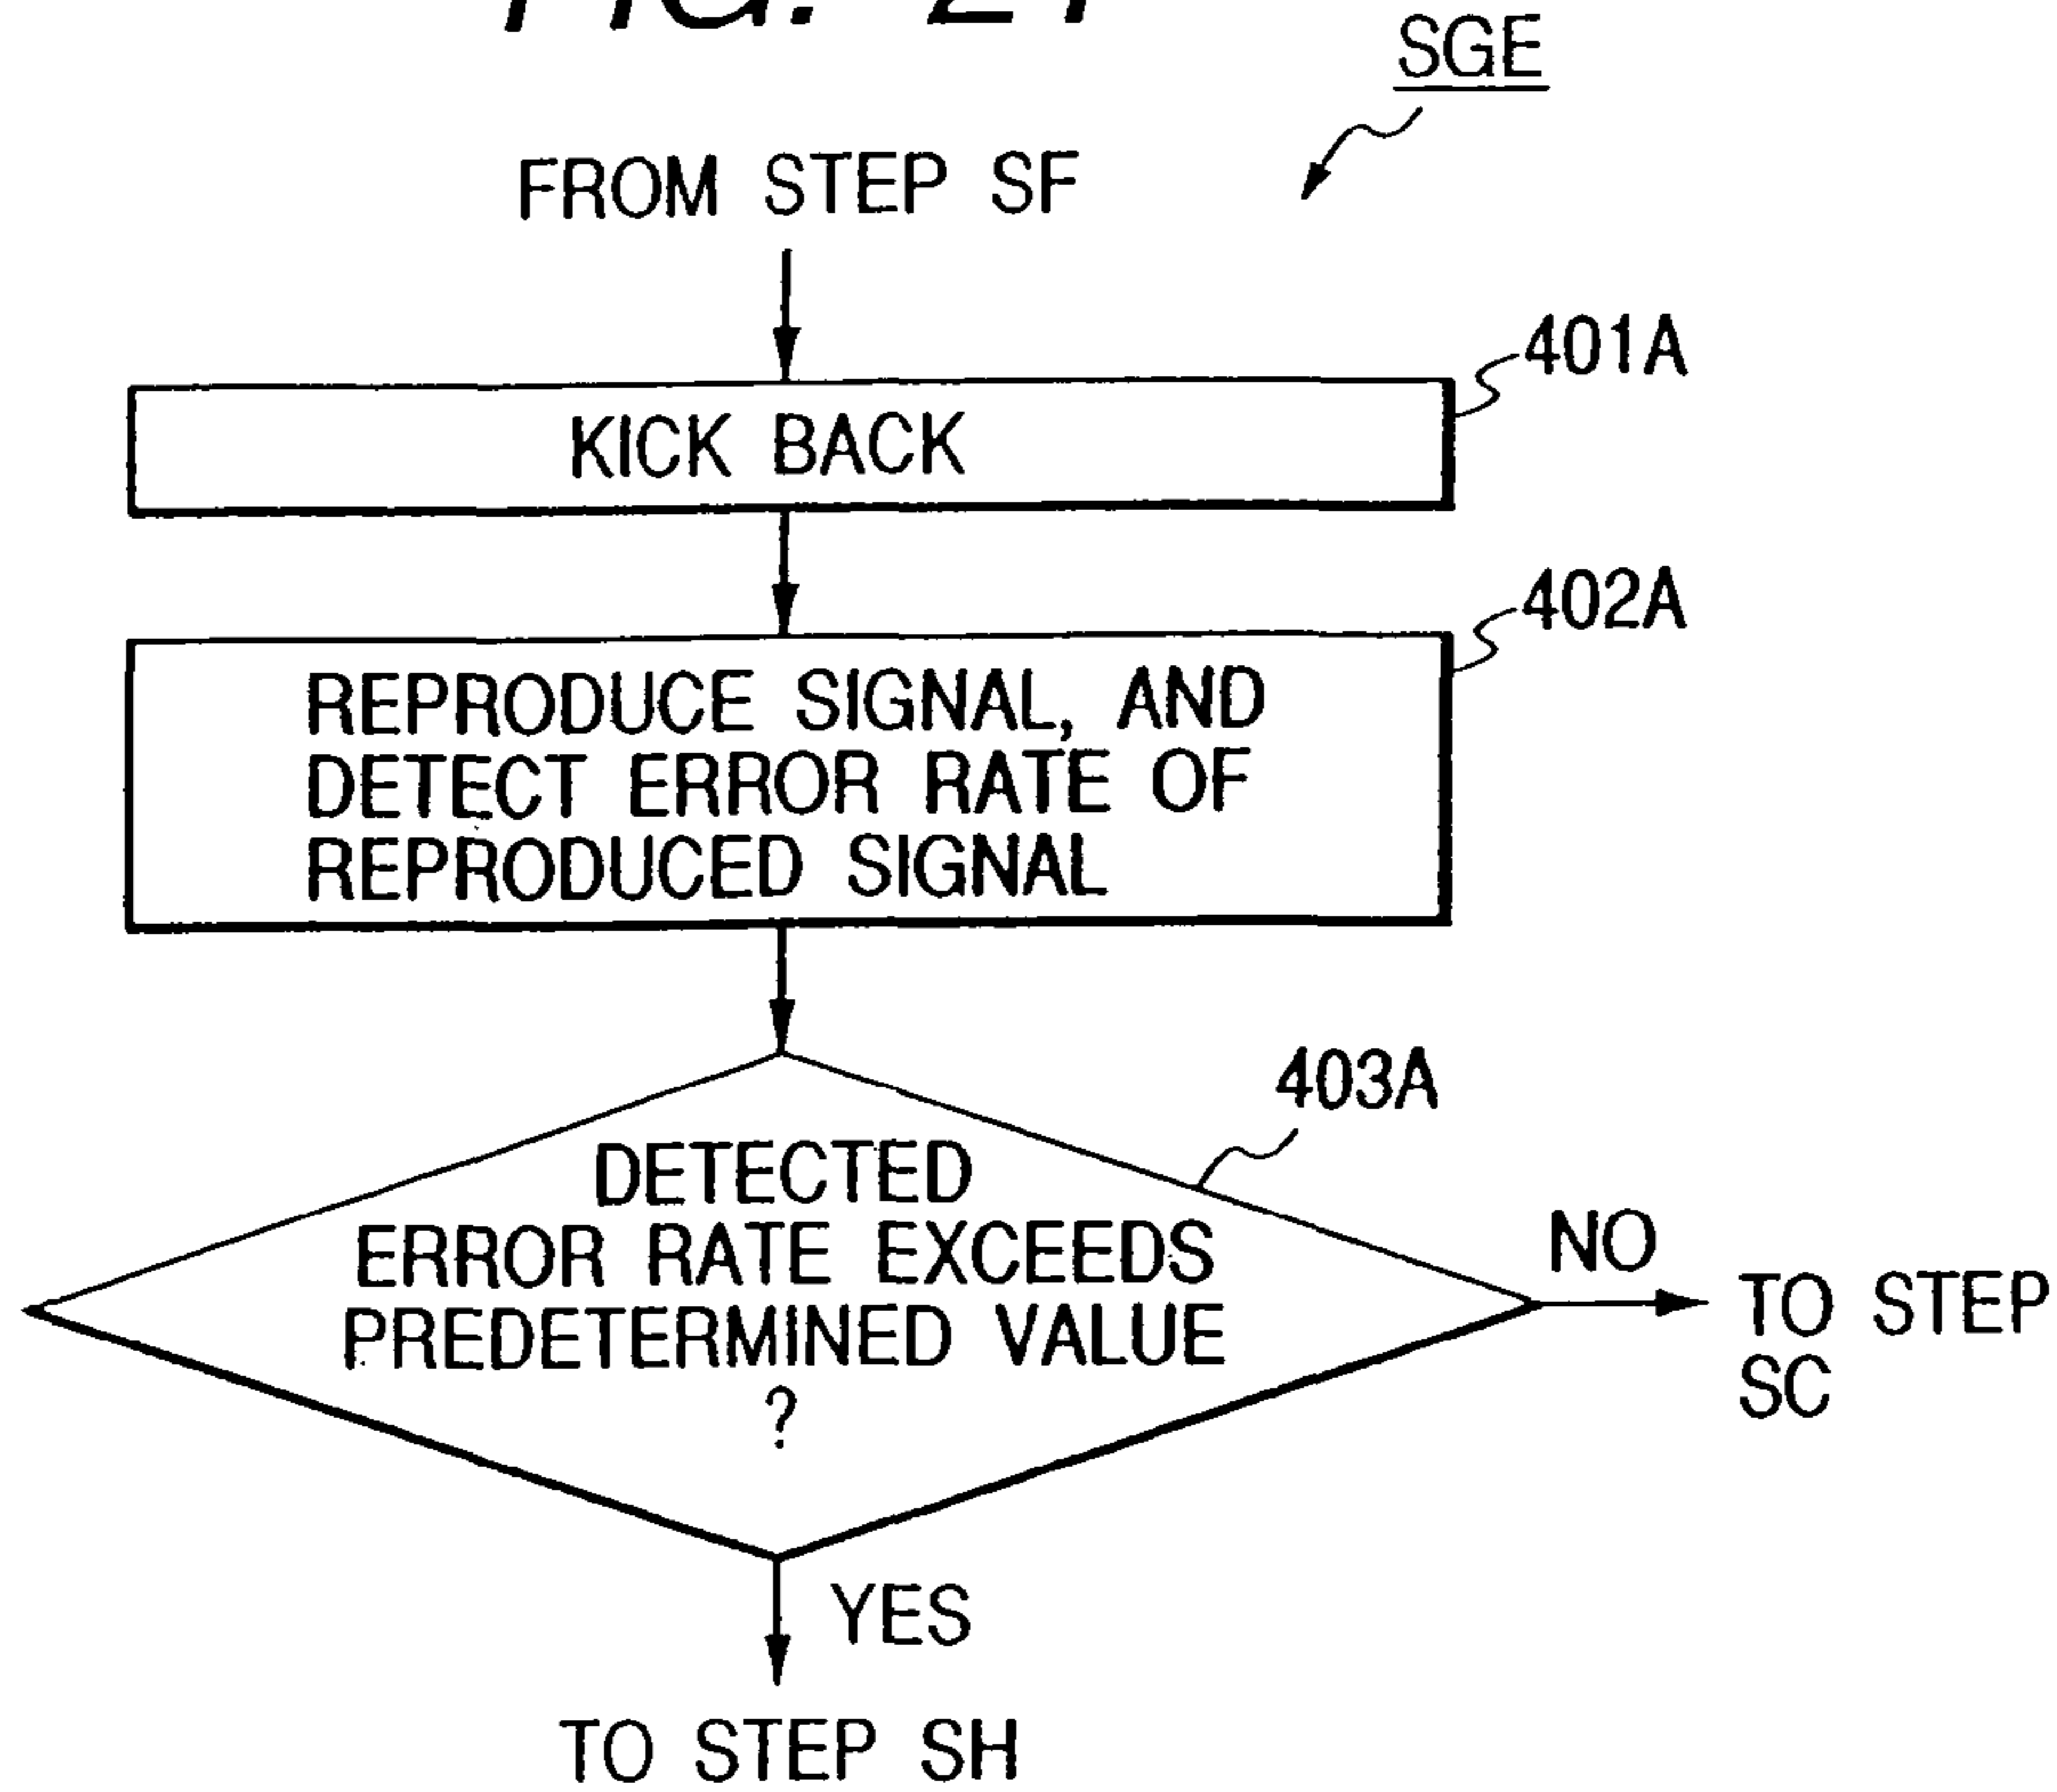 SGE
FROM STEP SF
401A
KICK BACK
402A
REPRODUCE SIGNAL, AND
DETECT ERROR RATE OF
REPRODUCED SIGNAL
403A
DETECTED
ERROR RATE EXCEEDS
PREDETERMINED VALUE
?
NO
TO STEP
SC
YES
TO STEP SH